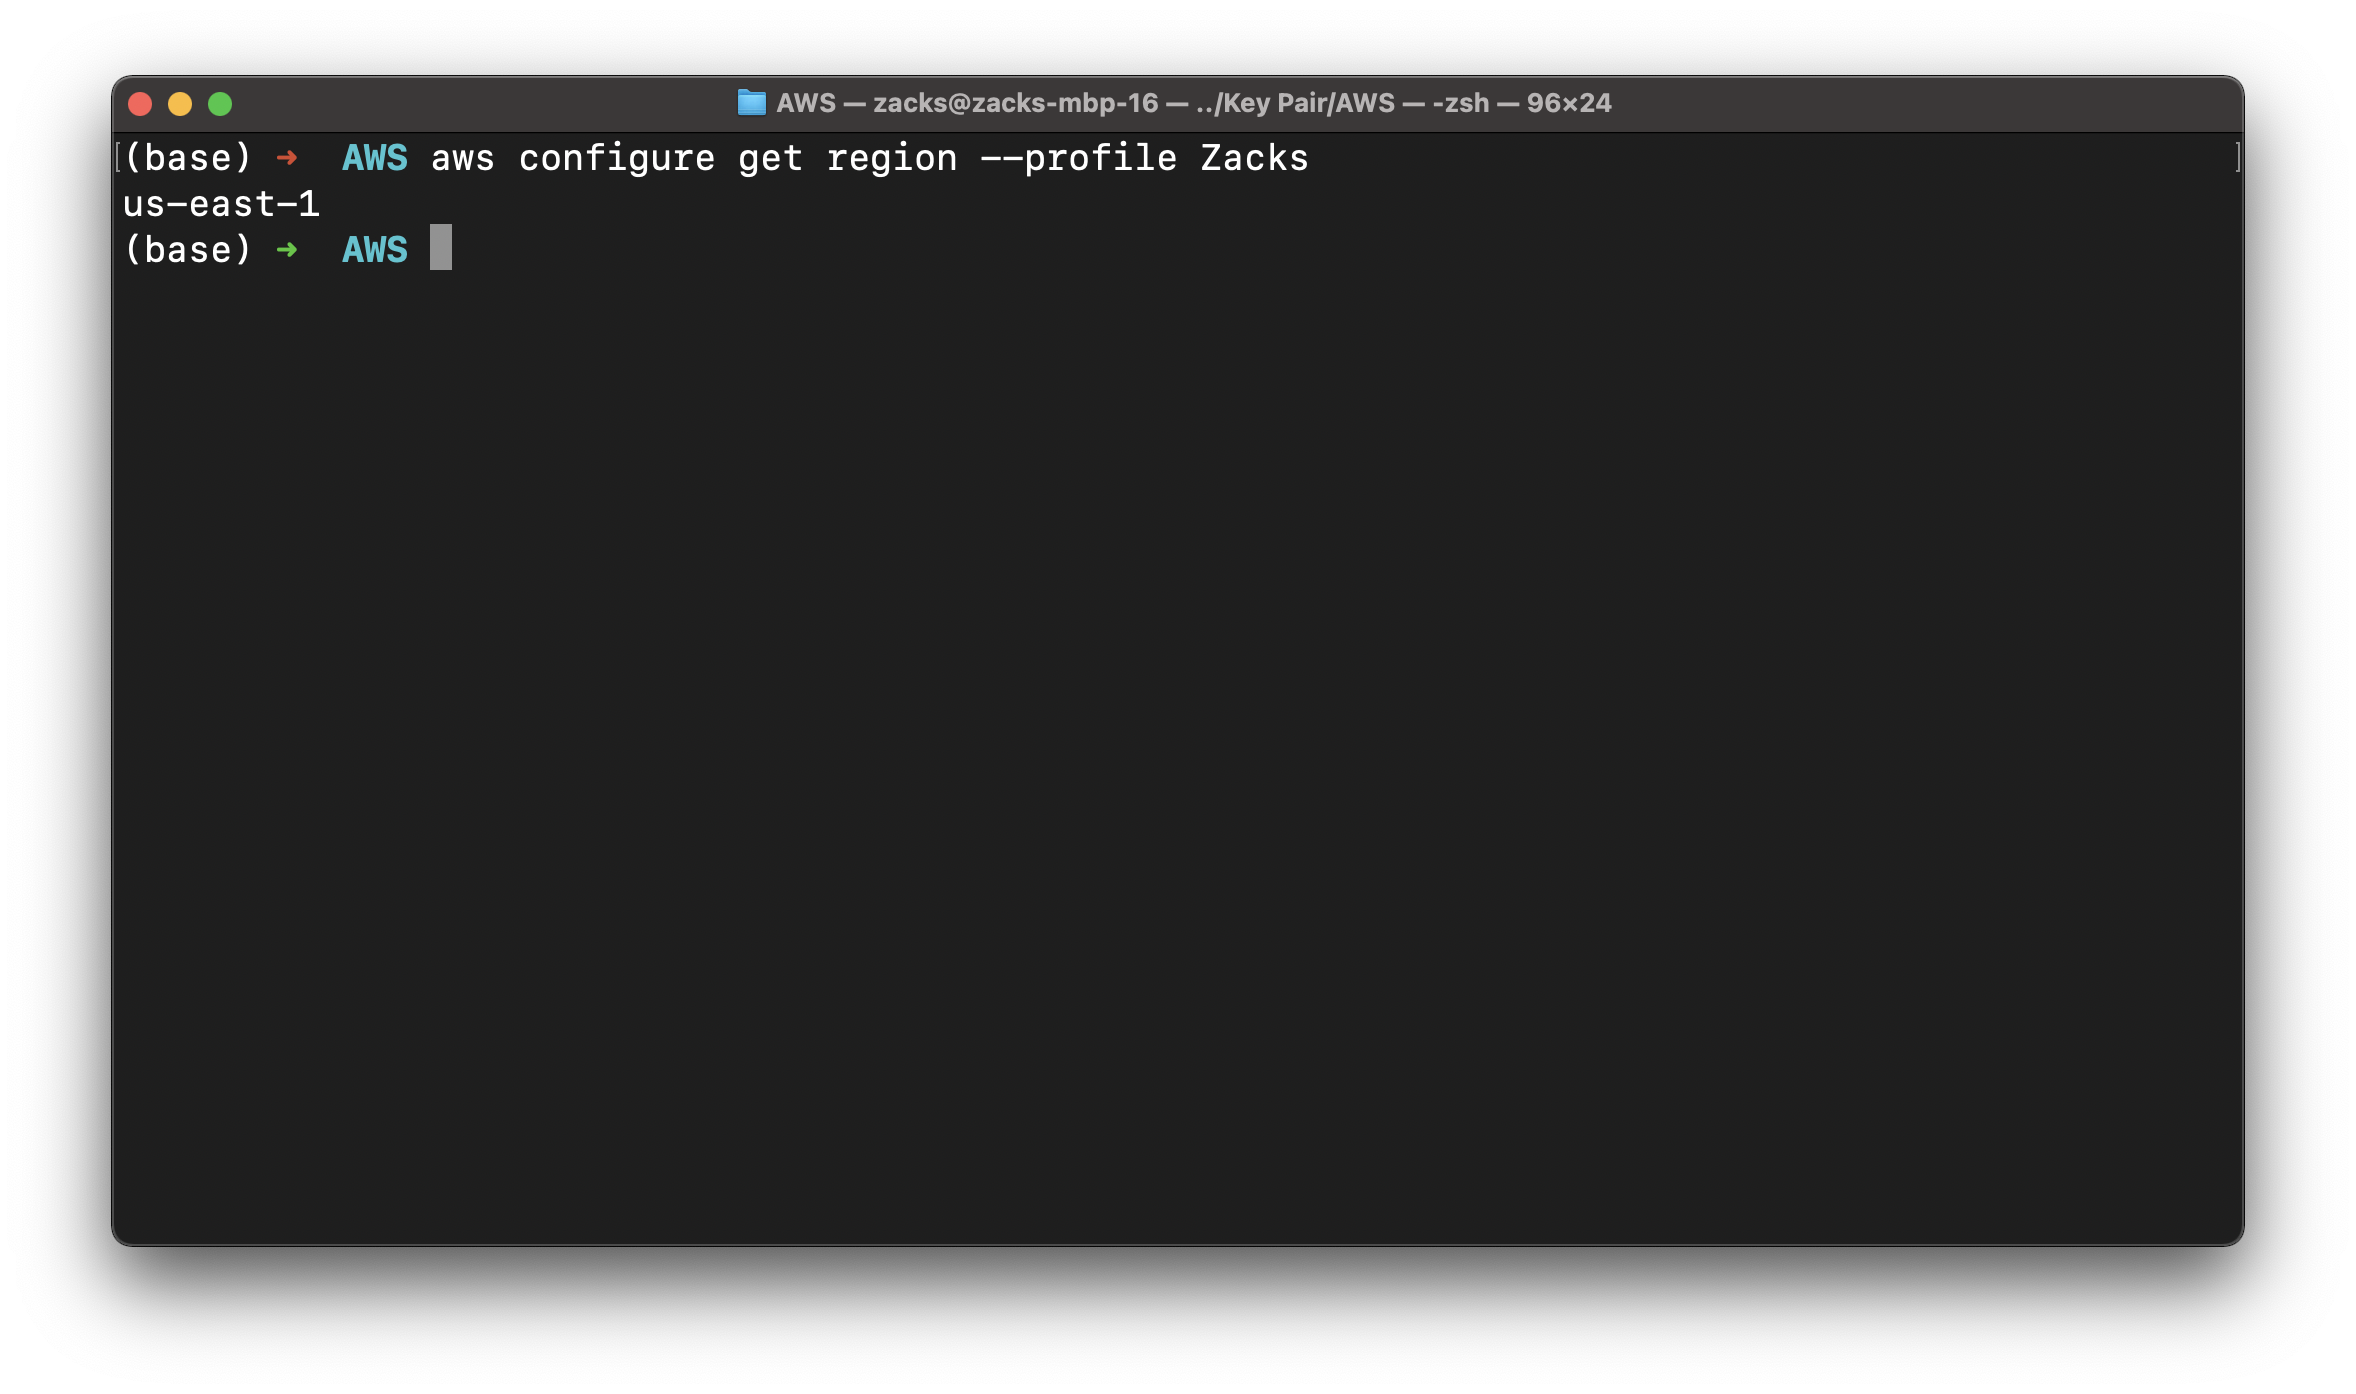 AWS — zacks@zacks-mbp-16 — ../Key Pair/AWS — -zsh — 96×24
[(base) ➜  AWS aws configure get region --profile Zacks ]
us-east-1
(base) ➜  AWS